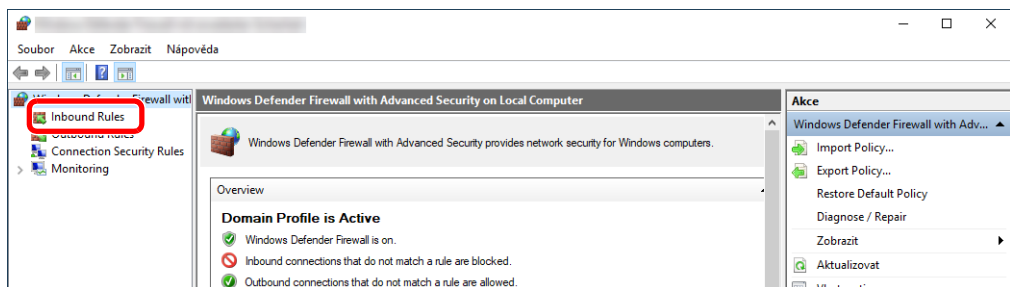 Soubor Akce Zobrazit Nápověda
Firewall with
Inbound Rules
Outbound Rules
Connection Security Rules
Monitoring
Windows Defender Firewall with Advanced Security on Local Computer
Windows Defender Firewall with Advanced Security provides network security for Windows computers.
Overview
Domain Profile is Active
Windows Defender Firewall is on.
Inbound connections that do not match a rule are blocked.
Outbound connections that do not match a rule are allowed.
Akce
Windows Defender Firewall with Adv...
Import Policy...
Export Policy...
Restore Default Policy
Diagnose / Repair
Zobrazit
Aktualizovat